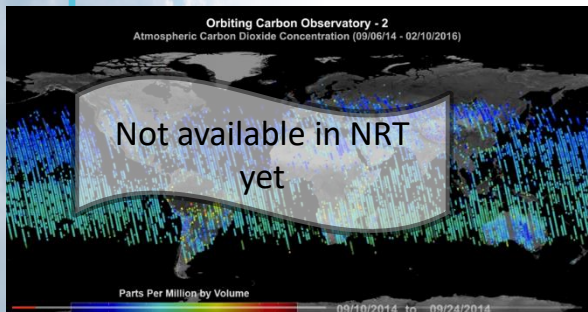 Orbiting Carbon Observatory - 2
Atmospheric Carbon Dioxide Concentration (09/06/14 - 02/10/2016)
Not available in NRT
yet
Parts Per Million by Volume
09/10/2014 to 09/24/2014